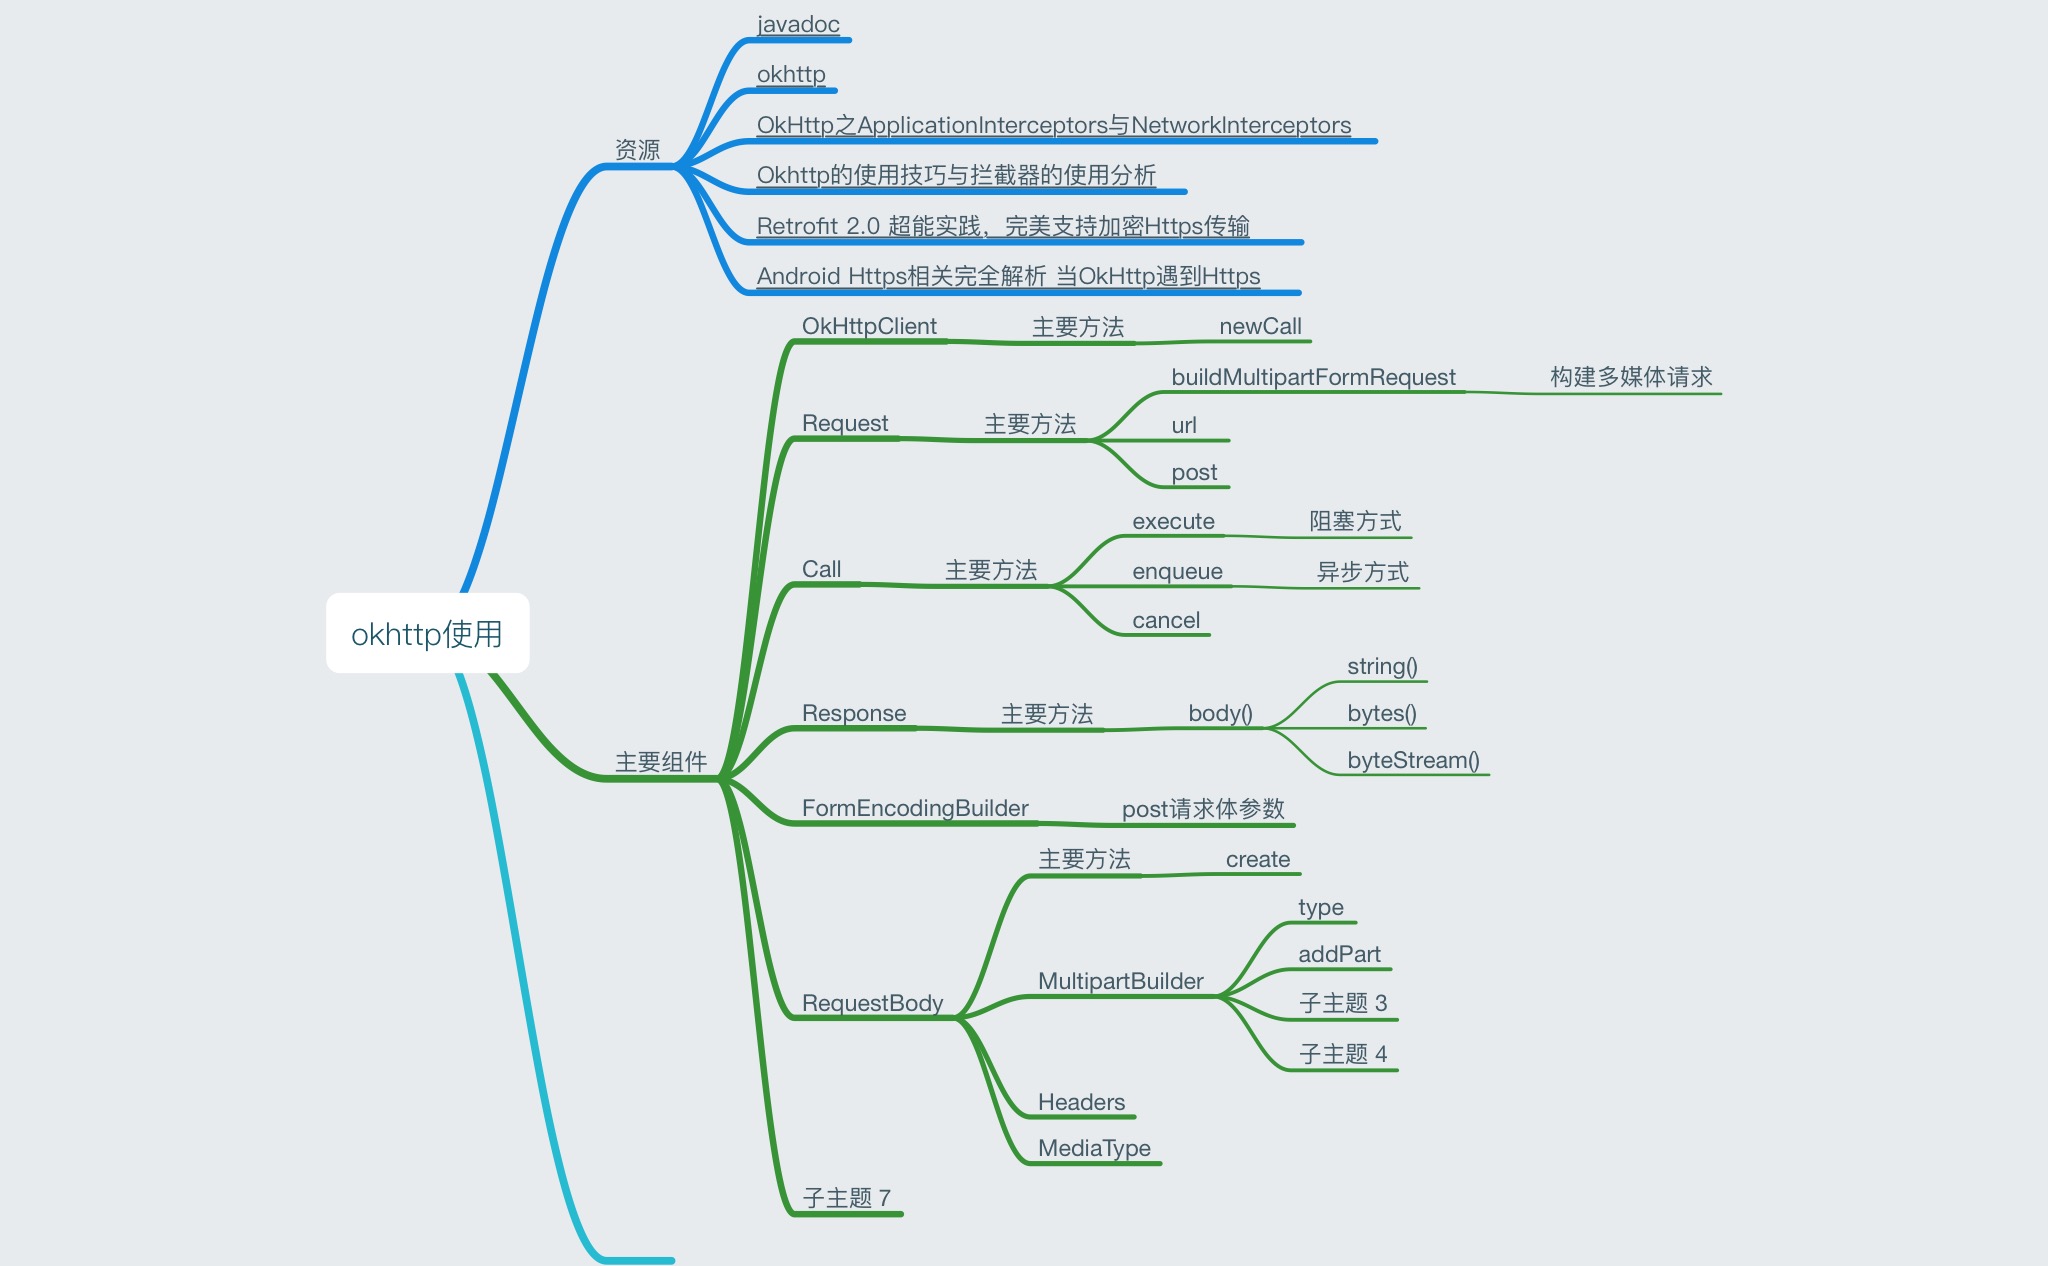 javadoc
okhttp
OkHttp之ApplicationInterceptors与NetworkInterceptors
资源
Okhttp的使用技巧与拦截器的使用分析
Retrofit 2.0 超能实践，完美支持加密Https传输
Android Https相关完全解析 当OkHttp遇到Https
OkHttpClient 主要方法 newCall
buildMultipartFormRequest 构建多媒体请求
Request 主要方法 url
post
execute 阻塞方式
Call 主要方法 enqueue 异步方式
cancel
okhttp使用
string()
Response 主要方法 body() bytes()
主要组件 byteStream()
FormEncodingBuilder post请求体参数
主要方法 create
type
addPart
MultipartBuilder
RequestBody 子主题 3
子主题 4
Headers
MediaType
子主题 7